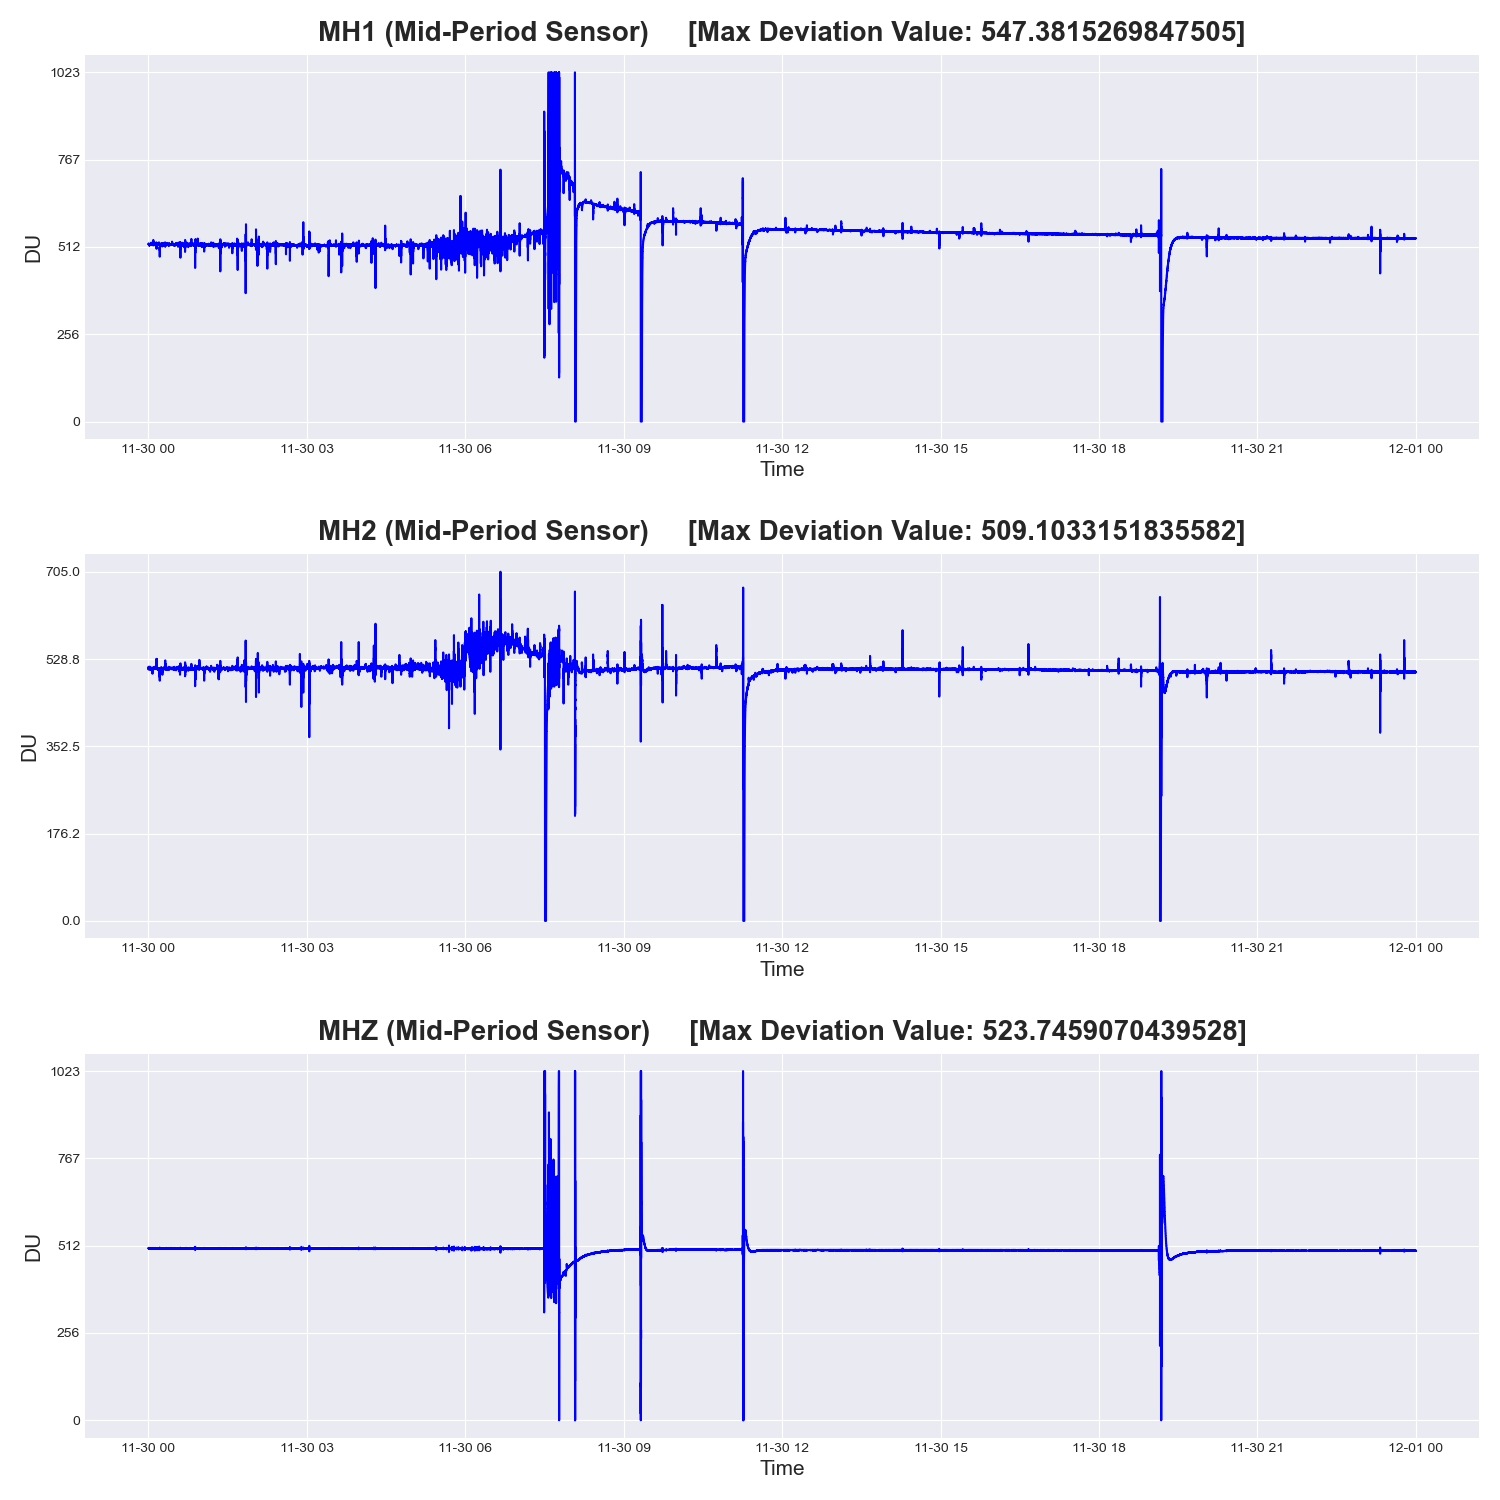 MH1 (Mid-Period Sensor)     [Max Deviation Value: 547.3815269847505]
1023
767
512
256
0
DU
11-30 00 11-30 03 11-30 06 11-30 09 11-30 12 11-30 15 11-30 18 11-30 21 12-01 00
Time
MH2 (Mid-Period Sensor)     [Max Deviation Value: 509.1033151835582]
705.0
528.8
352.5
176.2
0.0
DU
11-30 00 11-30 03 11-30 06 11-30 09 11-30 12 11-30 15 11-30 18 11-30 21 12-01 00
Time
MHZ (Mid-Period Sensor)     [Max Deviation Value: 523.7459070439528]
1023
767
512
256
0
DU
11-30 00 11-30 03 11-30 06 11-30 09 11-30 12 11-30 15 11-30 18 11-30 21 12-01 00
Time